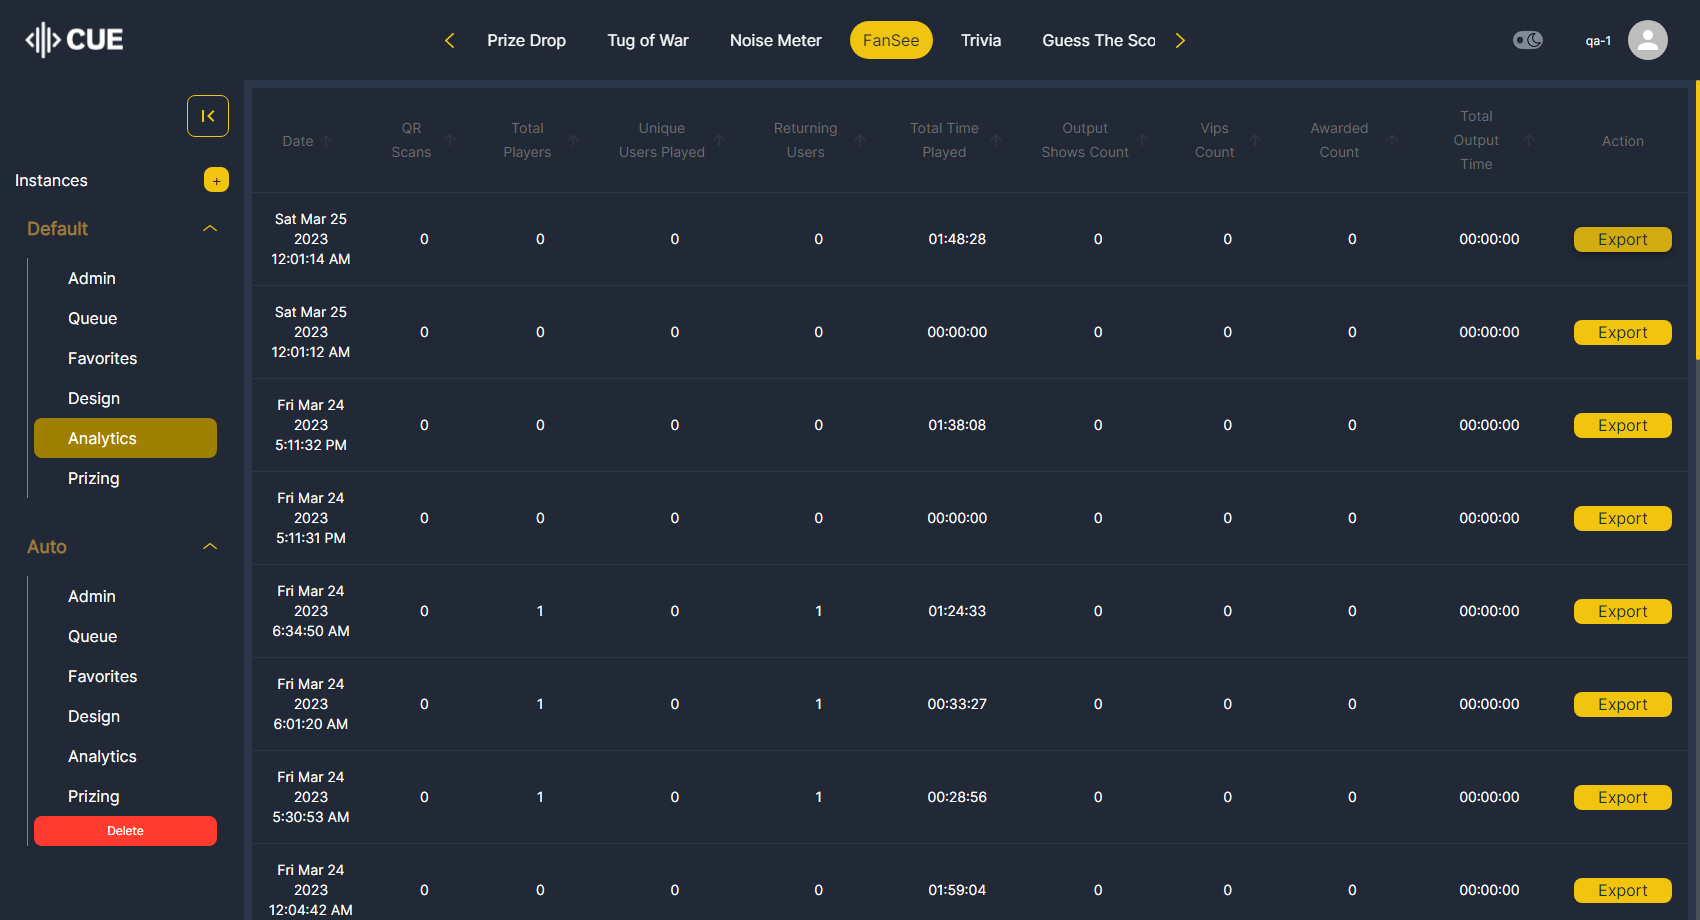 CUE
Prize Drop
Tug of War
Noise Meter
FanSee
Trivia
Guess The Sco
qa-1
Instances
+
Default
Admin
Queue
Favorites
Design
Analytics
Prizing
Auto
Admin
Queue
Favorites
Design
Analytics
Prizing
Delete
Date
QR
Scans
Total
Players
Unique
Users Played
Returning
Users
Total Time
Played
Output
Shows Count
Vips
Count
Awarded
Count
Total
Output
Time
Action
Sat Mar 25
2023
12:01:14 AM
0 0 0 0 01:48:28 0 0 0 00:00:00 Export
Sat Mar 25
2023
12:01:12 AM
0 0 0 0 00:00:00 0 0 0 00:00:00 Export
Fri Mar 24
2023
5:11:32 PM
0 0 0 0 01:38:08 0 0 0 00:00:00 Export
Fri Mar 24
2023
5:11:31 PM
0 0 0 0 00:00:00 0 0 0 00:00:00 Export
Fri Mar 24
2023
6:34:50 AM
0 1 0 1 01:24:33 0 0 0 00:00:00 Export
Fri Mar 24
2023
6:01:20 AM
0 1 0 1 00:33:27 0 0 0 00:00:00 Export
Fri Mar 24
2023
5:30:53 AM
0 1 0 1 00:28:56 0 0 0 00:00:00 Export
Fri Mar 24
2023
12:04:42 AM
0 0 0 0 01:59:04 0 0 0 00:00:00 Export